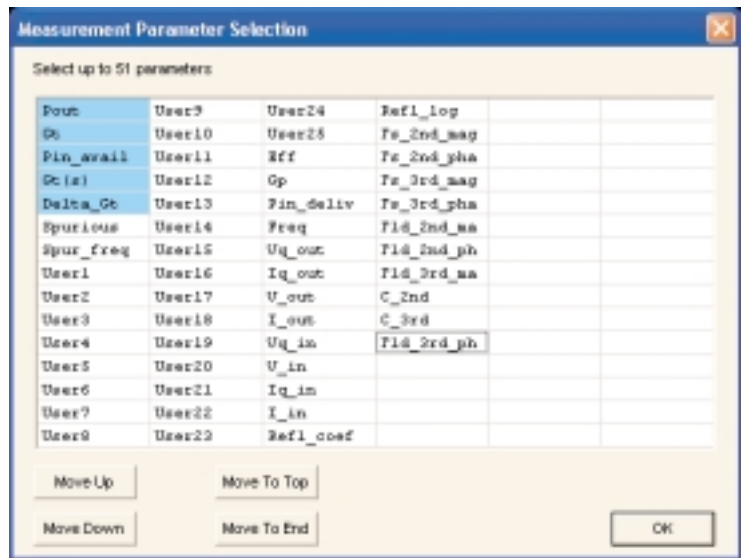 Measurement Parameter Selection
Select up to 51 parameters
Pout User9 User24 Refl_log
Gt User10 User25 Fs_2nd_mag
Pin_avail User11 Eff Fs_2nd_pha
Gt(s) User12 Gp Fs_3rd_mag
Delta_Gt User13 Pin_deliv Fs_3rd_pha
Spurious User14 Freq Fld_2nd_ma
Spur_freq User15 Vq_out Fld_2nd_ph
User1 User16 Iq_out Fld_3rd_ma
User2 User17 V_out C_2nd
User3 User18 I_out C_3rd
User4 User19 Vq_in Fld_3rd_ph
User5 User20 V_in
User6 User21 Iq_in
User7 User22 I_in
User8 User23 Refl_coef
Move Up Move To Top
Move Down Move To End OK